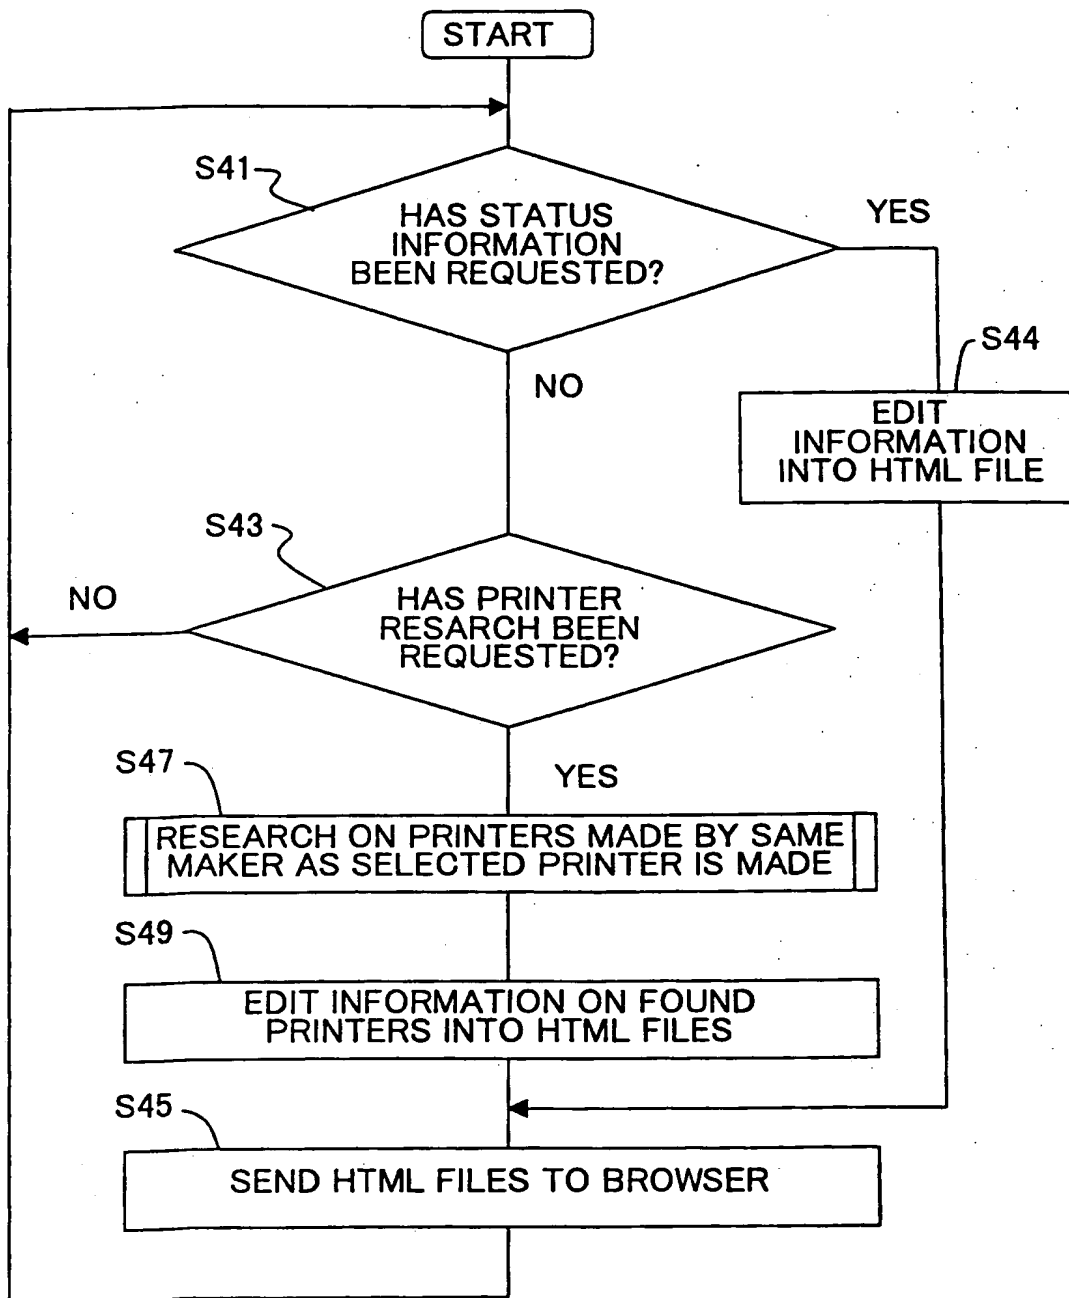 START
S41
HAS STATUS
INFORMATION
BEEN REQUESTED?
YES
NO
S44
EDIT
INFORMATION
INTO HTML FILE
S43
HAS PRINTER
RESARCH BEEN
REQUESTED?
NO
YES
S47
RESEARCH ON PRINTERS MADE BY SAME
MAKER AS SELECTED PRINTER IS MADE
S49
EDIT INFORMATION ON FOUND
PRINTERS INTO HTML FILES
S45
SEND HTML FILES TO BROWSER